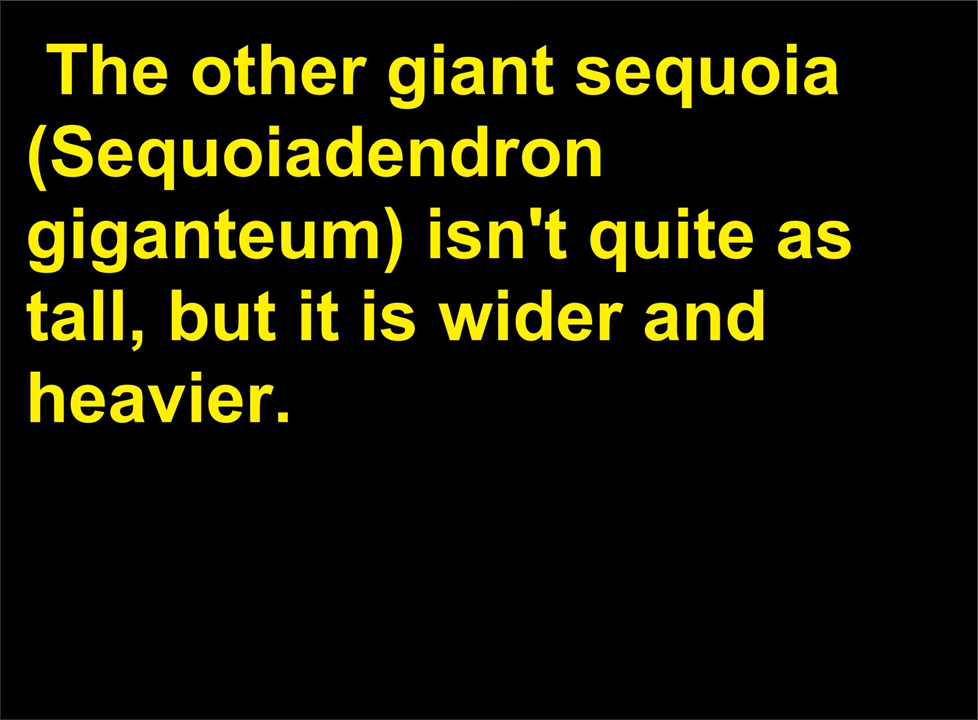 The other giant sequoia
(Sequoiadendron
giganteum) isn't quite as
tall, but it is wider and
heavier.